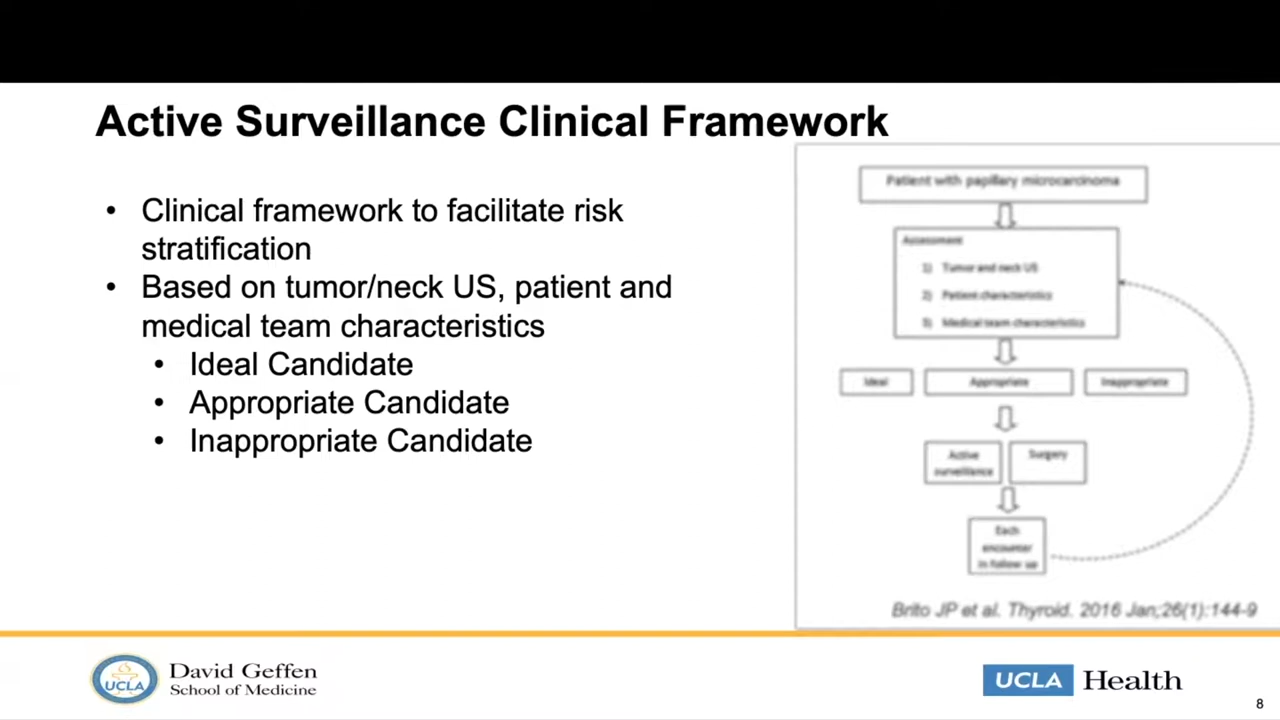 Active Surveillance Clinical Framework
• Clinical framework to facilitate risk
stratification
• Based on tumor/neck US, patient and
medical team characteristics
• Ideal Candidate
• Appropriate Candidate
• Inappropriate Candidate
Patient with papillary microcarcinoma
Assessment
1) Tumor and neck US
2) Patient characteristics
3) Medical team characteristics
Ideal
Appropriate
Inappropriate
Active
surveillance
Surgery
Each
encounter
in follow up
Brito JP et al. Thyroid. 2016 Jan;26(1):144-9
UCLA
David Geffen
School of Medicine
UCLA Health
8